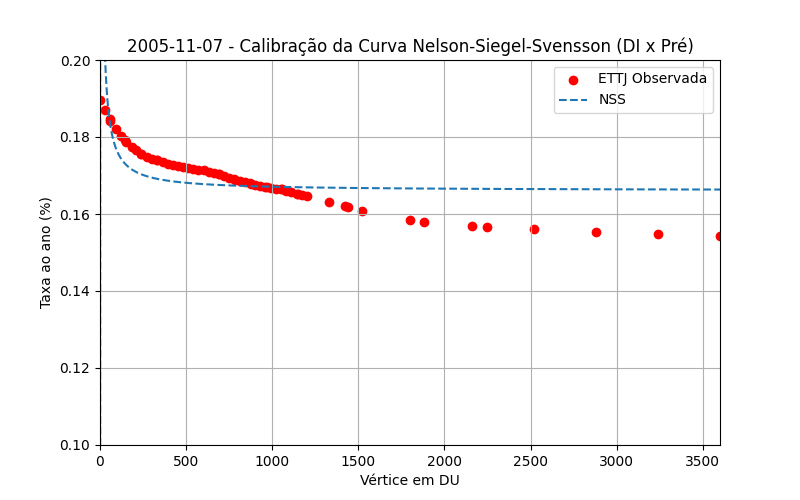 2005-11-07 - Calibração da Curva Nelson-Siegel-Svensson (DI x Pré)
0.20
ETTJ Observada
NSS
0.18
0.16
0.14
0.12
0.10
Taxa ao ano (%)
0 500 1000 1500 2000 2500 3000 3500
Vértice em DU